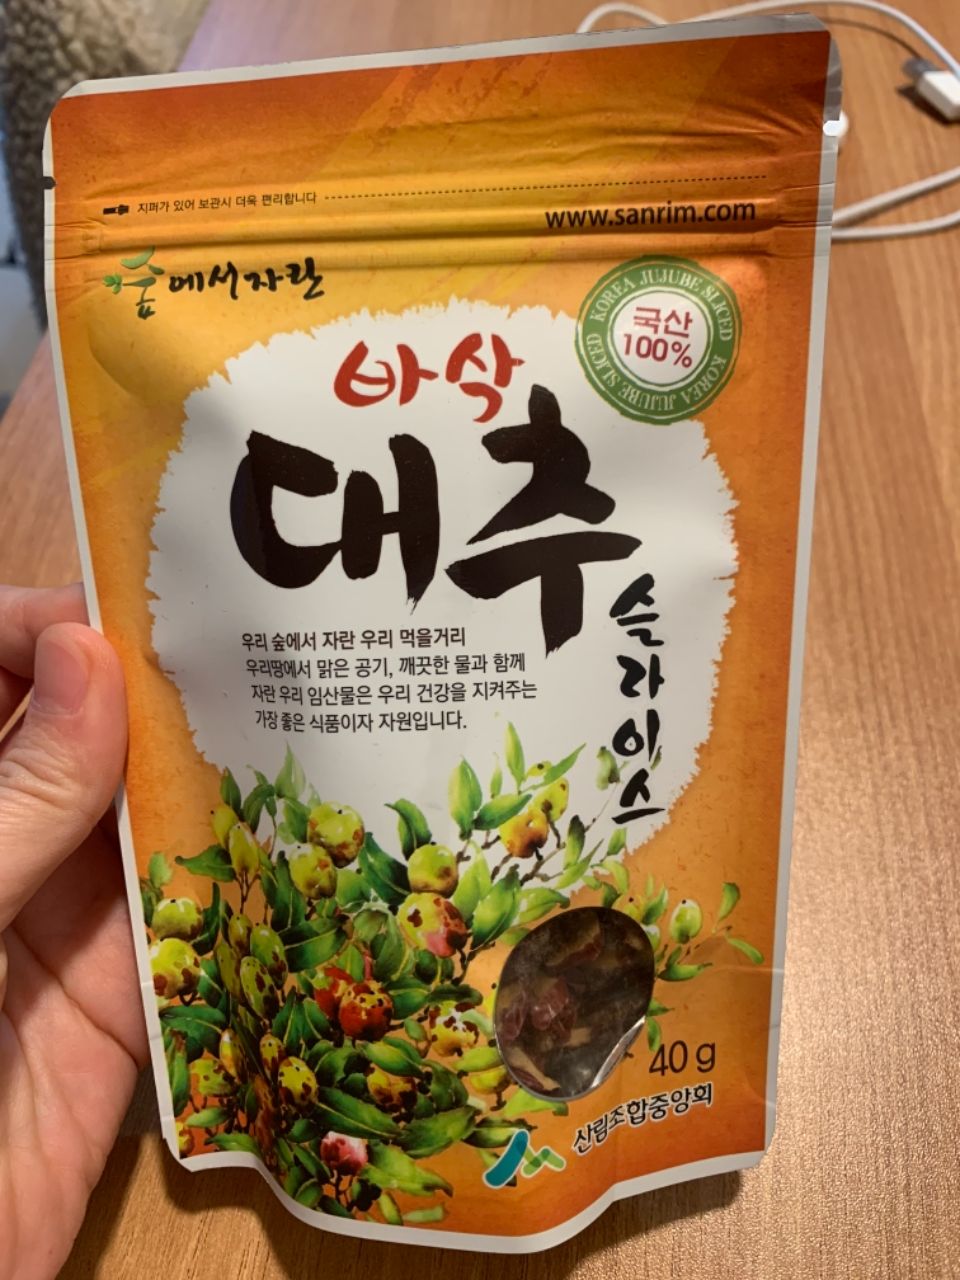 지퍼가 있어 보관시 더욱 편리합니다
www.sanrim.com
숲에서자란
KOREA JUJUBE SLICED KOREA JUJUBE SLICED
국산
100%
바삭
대추
슬라이스
우리 숲에서 자란 우리 먹을거리
우리땅에서 맑은 공기, 깨끗한 물과 함께
자란 우리 임산물은 우리 건강을 지켜주는
가장 좋은 식품이자 자원입니다.
40 g
산림조합중앙회